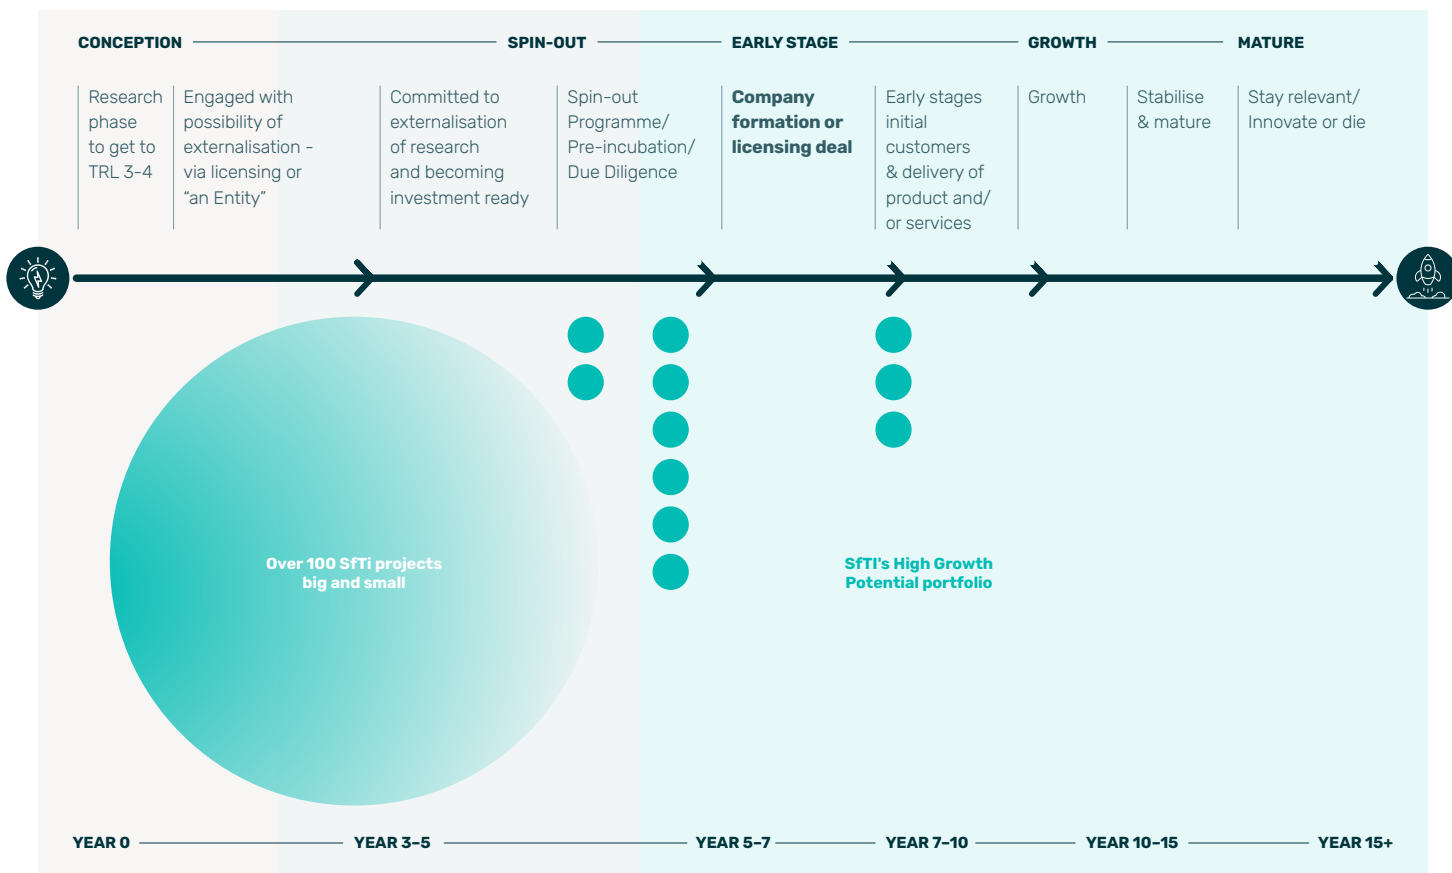 CONCEPTION
SPIN-OUT
EARLY STAGE
GROWTH
MATURE
Research
phase
to get to
TRL 3-4
Engaged with
possibility of
externalisation -
via licensing or
“an Entity”
Committed to
externalisation
of research
and becoming
investment ready
Spin-out
Programme/
Pre-incubation/
Due Diligence
Company
formation or
licensing deal
Early stages
initial
customers
& delivery of
product and/
or services
Growth
Stabilise
& mature
Stay relevant/
Innovate or die
Over 100 SfTi projects
big and small
SfTI's High Growth
Potential portfolio
YEAR 0
YEAR 3–5
YEAR 5–7
YEAR 7–10
YEAR 10–15
YEAR 15+